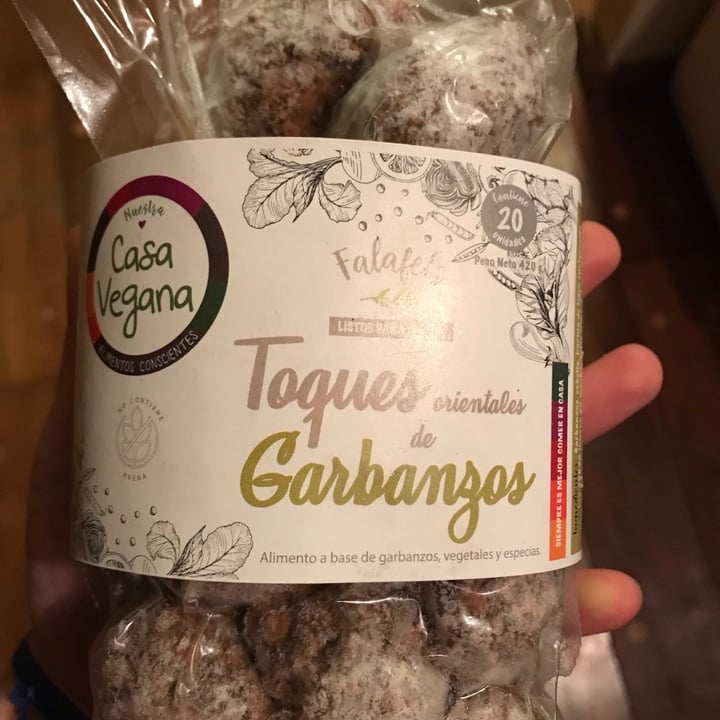 Nuestra
Casa
Vegana
ALIMENTOS CONSCIENTES
NO CONTIENE
AVENA
Contiene
20
unidades
Peso Neto 420 g
LISTOS PARA
Toques orientales
de
Garbanzos
Alimento a base de garbanzos, vegetales y especias.
SIEMPRE ES MEJOR COMER EN CASA